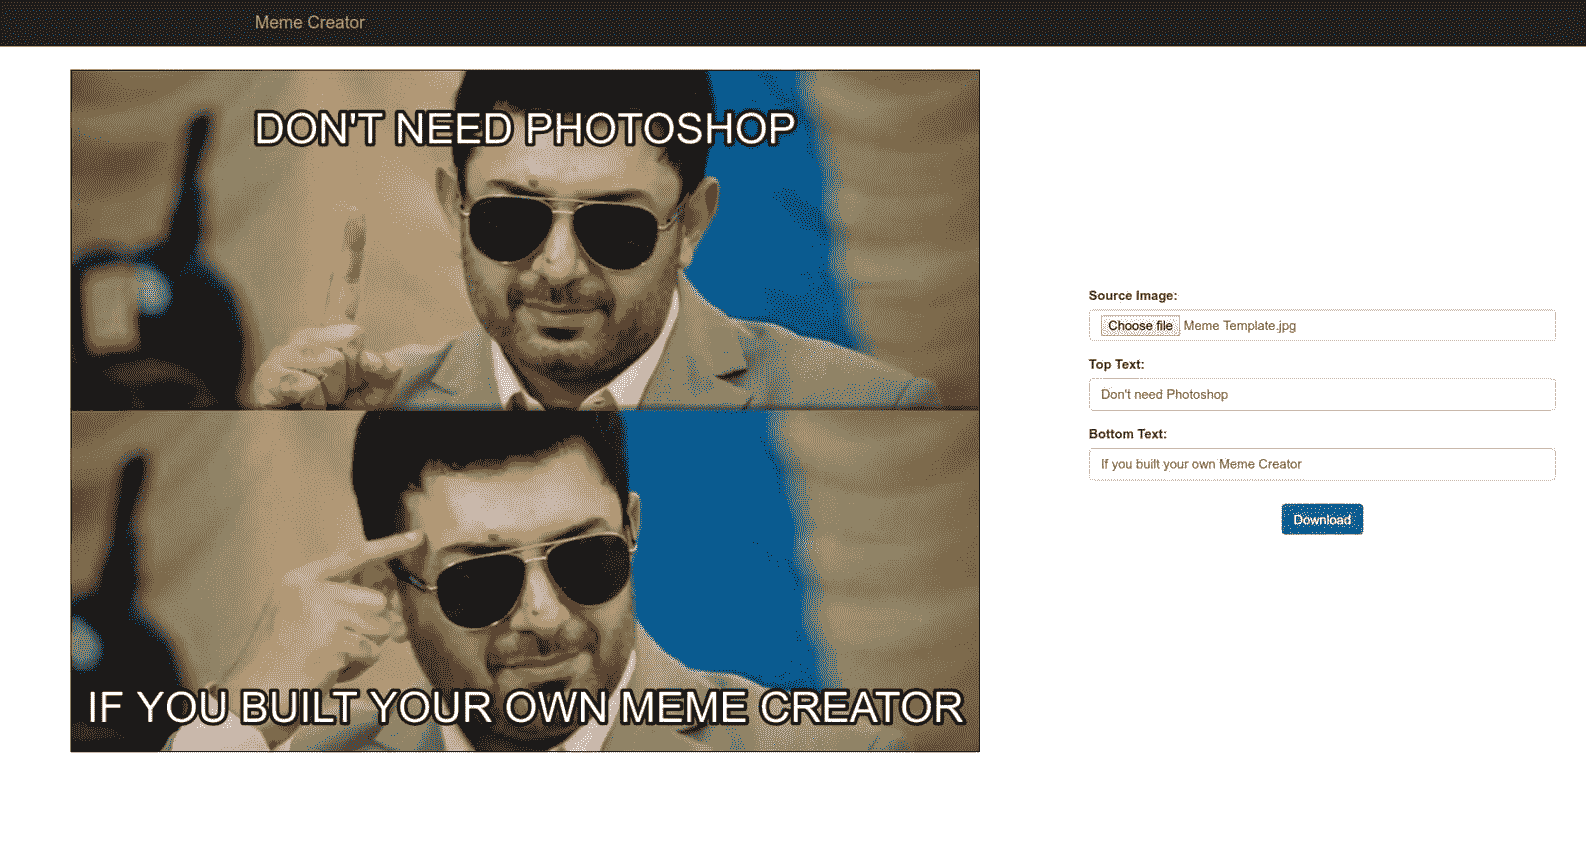 Meme Creator
DON'T NEED PHOTOSHOP
IF YOU BUILT YOUR OWN MEME CREATOR
Source Image:
Choose file Meme Template.jpg
Top Text:
Don't need Photoshop
Bottom Text:
If you built your own Meme Creator
Download